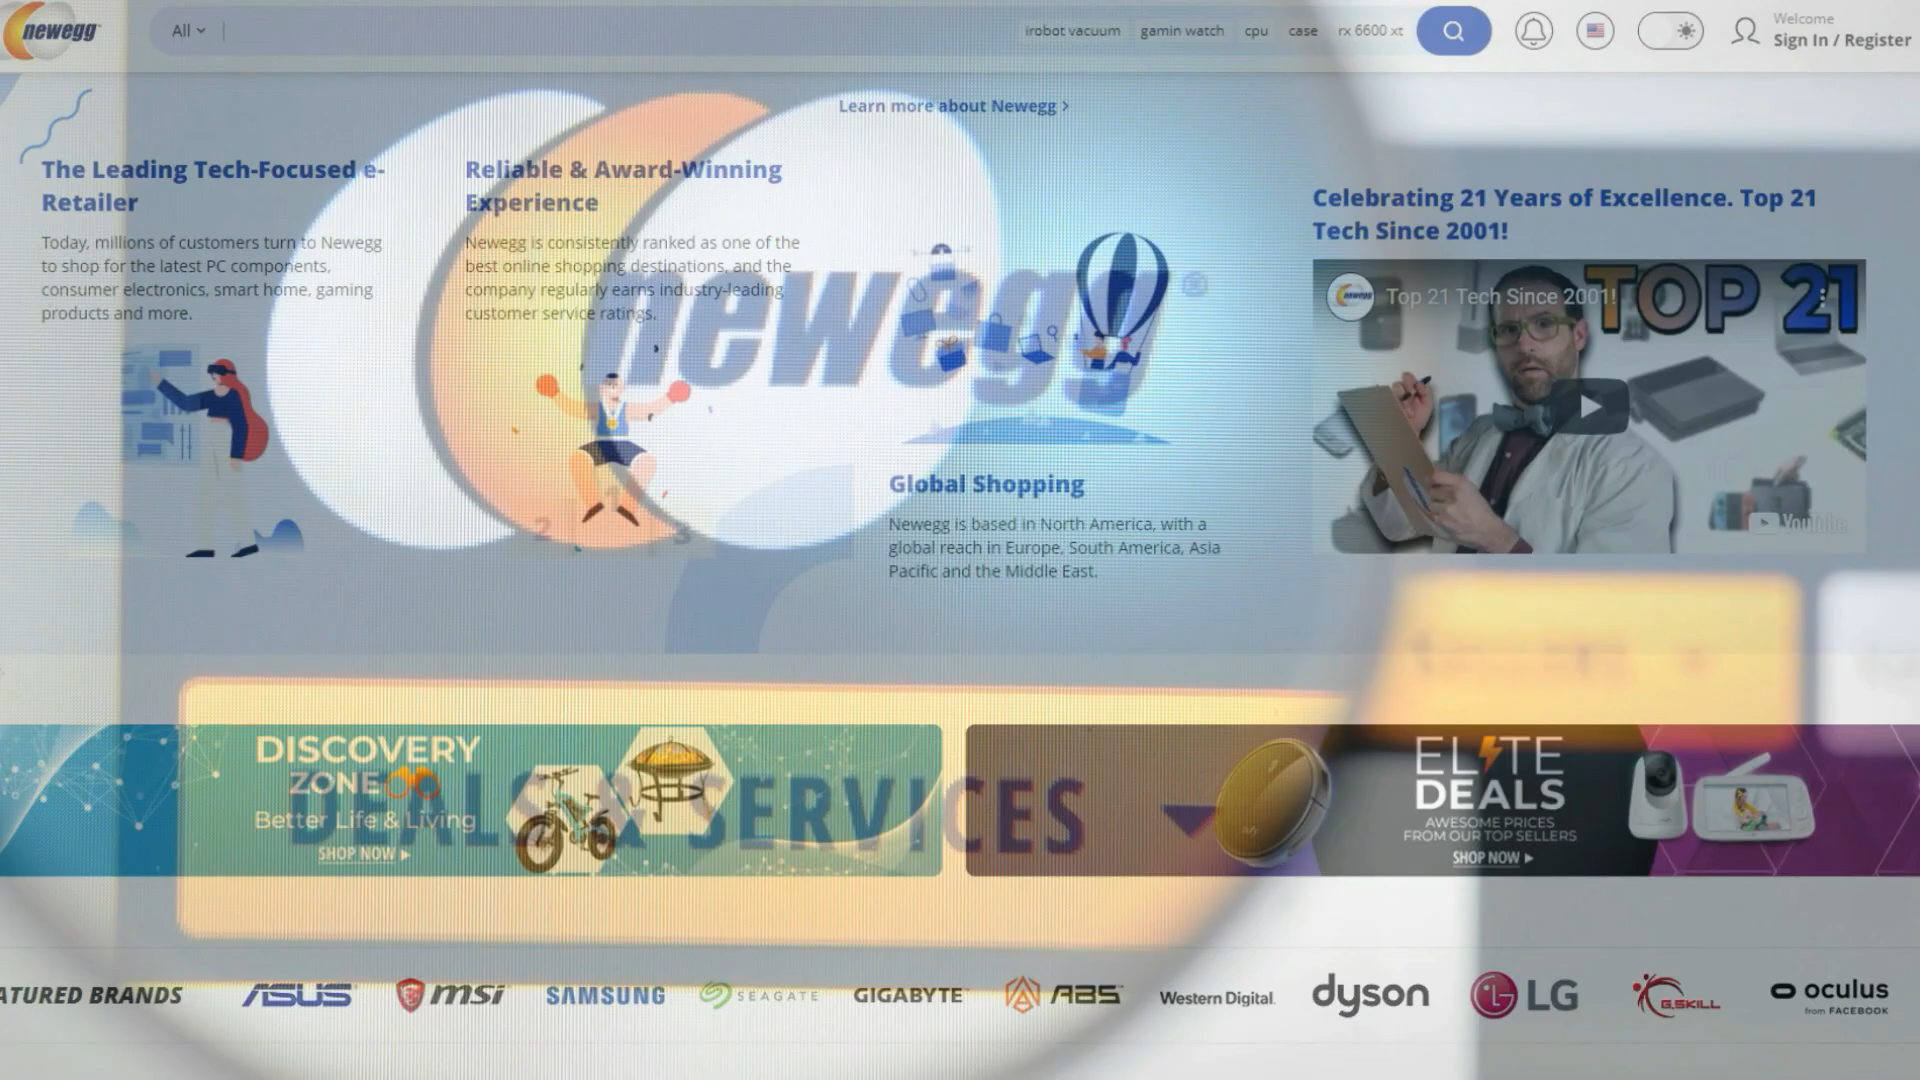 newegg
All
irobot vacuum gamin watch cpu case rx 6600 xt
Welcome
Sign In / Register
Learn more about Newegg >
The Leading Tech-Focused e-
Retailer
Today, millions of customers turn to Newegg
to shop for the latest PC components,
consumer electronics, smart home, gaming
products and more.
Reliable & Award-Winning
Experience
Newegg is consistently ranked as one of the
best online shopping destinations, and the
company regularly earns industry-leading
customer service ratings.
newegg®
2 1 3
Global Shopping
Newegg is based in North America, with a
global reach in Europe, South America, Asia
Pacific and the Middle East.
Celebrating 21 Years of Excellence. Top 21
Tech Since 2001!
newegg
Top 21 Tech Since 2001!
TOP 21
YouTube
DISCOVERY
ZONE
Better Life & Living
SHOP NOW
DEALS & SERVICES
ELITE
DEALS
AWESOME PRICES
FROM OUR TOP SELLERS
SHOP NOW
ATURED BRANDS
ASUS
msi
SAMSUNG
SEAGATE
GIGABYTE
ABS
Western Digital.
dyson
LG
G.SKILL
oculus
from FACEBOOK